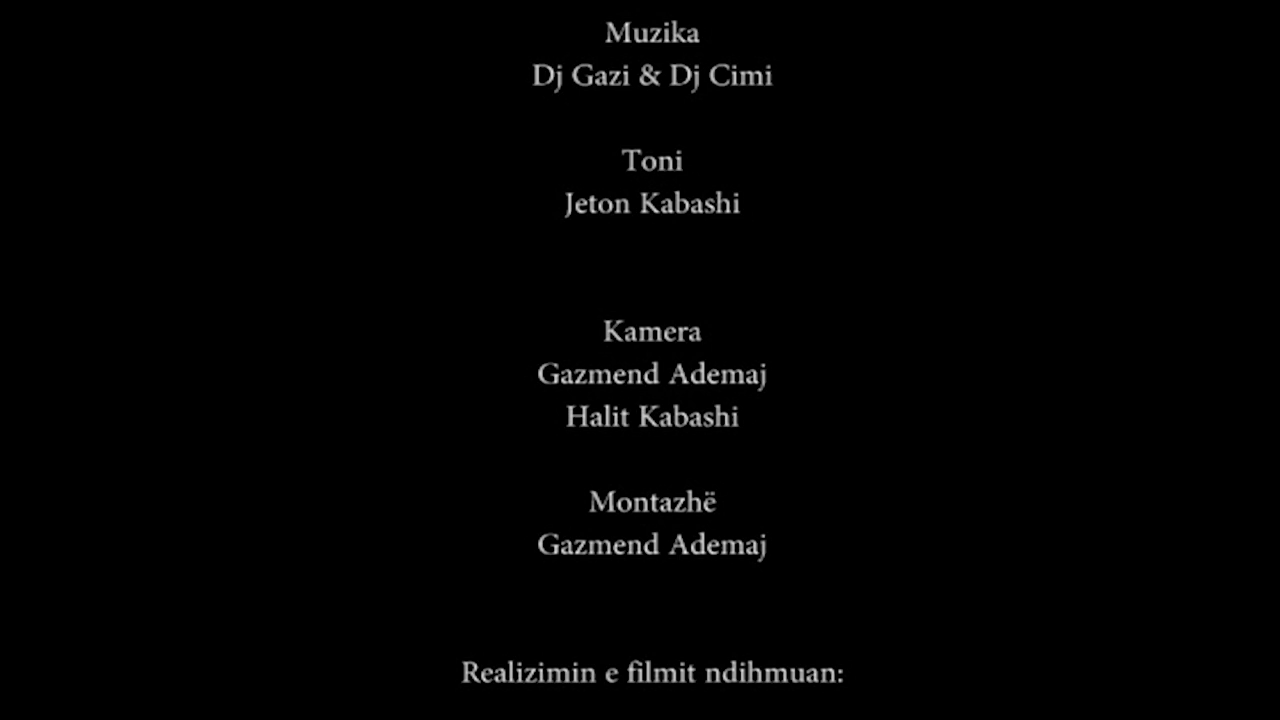 Muzika
Dj Gazi & Dj Cimi
Toni
Jeton Kabashi
Kamera
Gazmend Ademaj
Halit Kabashi
Montazhë
Gazmend Ademaj
Realizimin e filmit ndihmuan: